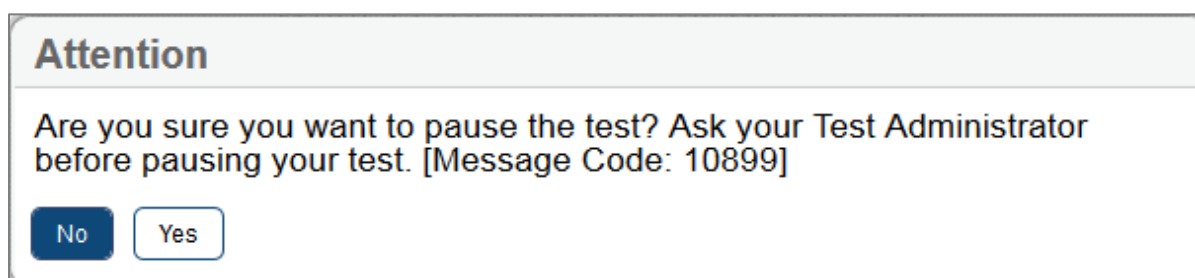 Attention
Are you sure you want to pause the test? Ask your Test Administrator
before pausing your test. [Message Code: 10899]
No Yes